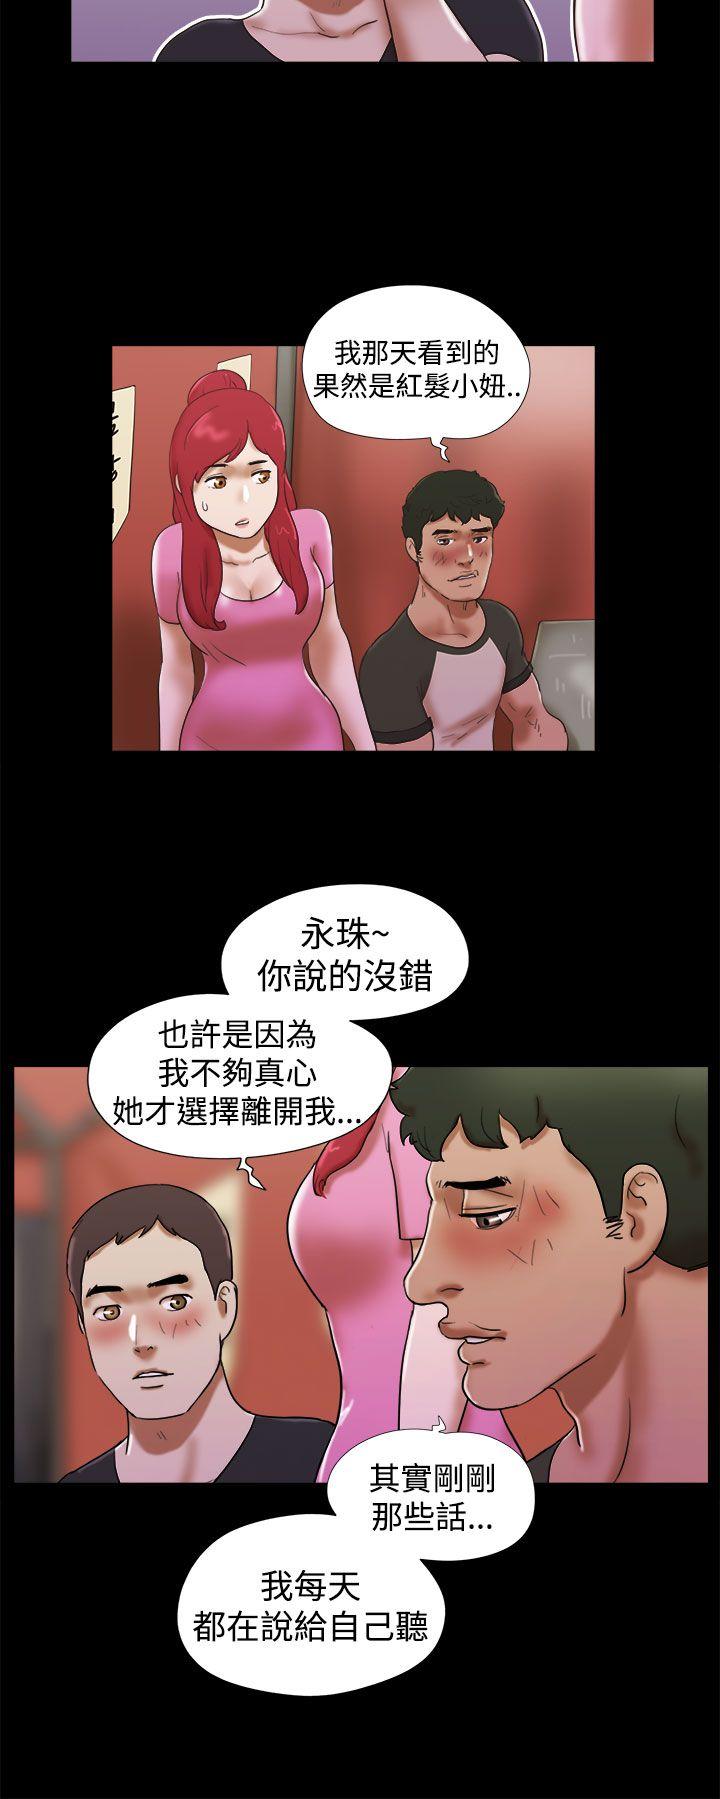 我那天看到的
果然是紅髮小妞..
永珠~
你說的沒錯
也許是因為
我不夠真心
她才選擇離開我...
其實剛剛
那些話...
我每天
都在說給自己聽